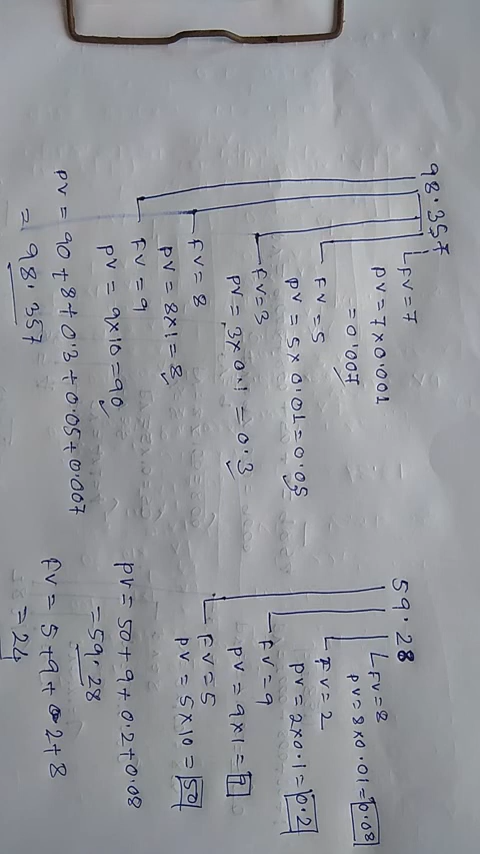 98.357
FV = 7
PV = 7 x 0.001
= 0.007
FV = 5
PV = 5 x 0.01 = 0.05
FV = 3
PV = 3 x 0.1 = 0.3
FV = 8
PV = 8 x 1 = 8
FV = 9
PV = 9 x 10 = 90
PV = 90 + 8 + 0.3 + 0.05 + 0.007
= 98.357
59.28
FV = 8
PV = 8 x 0.01 = 0.08
FV = 2
PV = 2 x 0.1 = 0.2
FV = 9
PV = 9 x 1 = 9
FV = 5
PV = 5 x 10 = 50
PV = 50 + 9 + 0.2 + 0.08
= 59.28
FV = 5 + 9 + 2 + 8
= 24